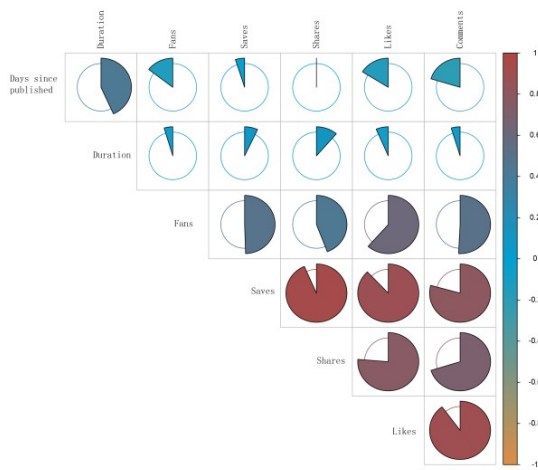 Duration
Fans
Saves
Shares
Likes
Comments
Days since
published
Duration
Fans
Saves
Shares
Likes
1
0.8
0.6
0.4
0.2
0
-0.2
-0.4
-0.6
-0.8
-1